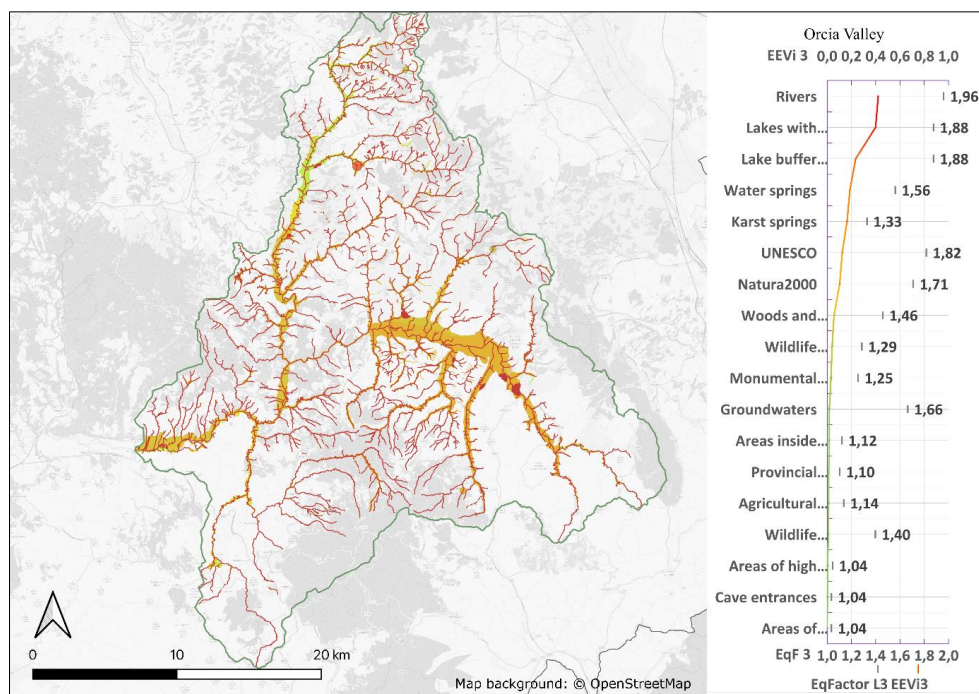 Orcia Valley
EEVi 3 0,0 0,2 0,4 0,6 0,8 1,0
Rivers 1,96
Lakes with... 1,88
Lake buffer... 1,88
Water springs 1,56
Karst springs 1,33
UNESCO 1,82
Natura2000 1,71
Woods and... 1,46
Wildlife... 1,29
Monumental... 1,25
Groundwaters 1,66
Areas inside... 1,12
Provincial... 1,10
Agricultural... 1,14
Wildlife... 1,40
Areas of high... 1,04
Cave entrances 1,04
Areas of... 1,04
EqF 3 1,0 1,2 1,4 1,6 1,8 2,0
EqFactor L3 EEVi3
0 10 20 km
Map background: © OpenStreetMap